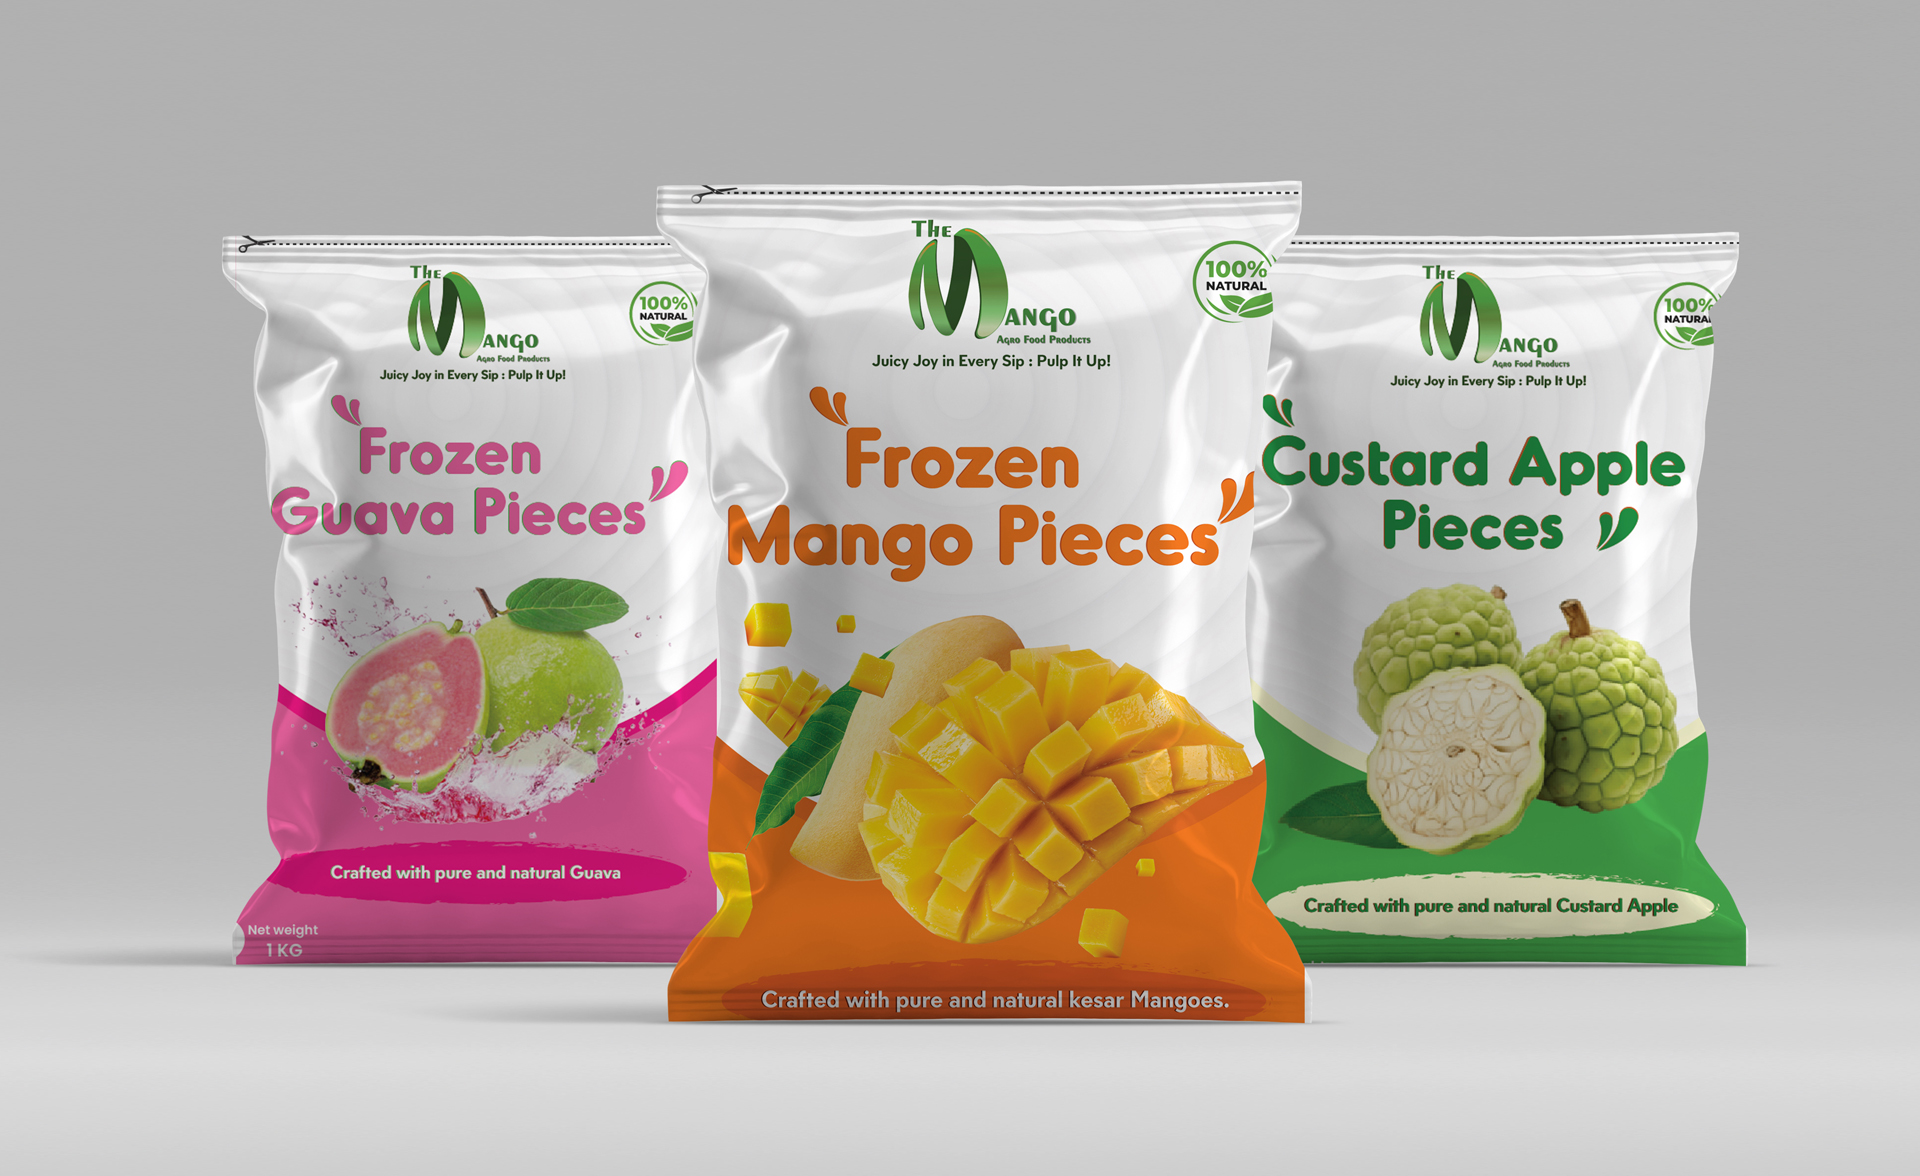 The
Mango
Agro Food Products
Juicy Joy in Every Sip : Pulp It Up!
100%
NATURAL
Frozen
Guava Pieces
Crafted with pure and natural Guava
Net weight
1 KG
The
Mango
Agro Food Products
Juicy Joy in Every Sip : Pulp It Up!
100%
NATURAL
Frozen
Mango Pieces
Crafted with pure and natural kesar Mangoes.
The
Mango
Agro Food Products
Juicy Joy in Every Sip : Pulp It Up!
100%
NATURAL
Custard Apple
Pieces
Crafted with pure and natural Custard Apple